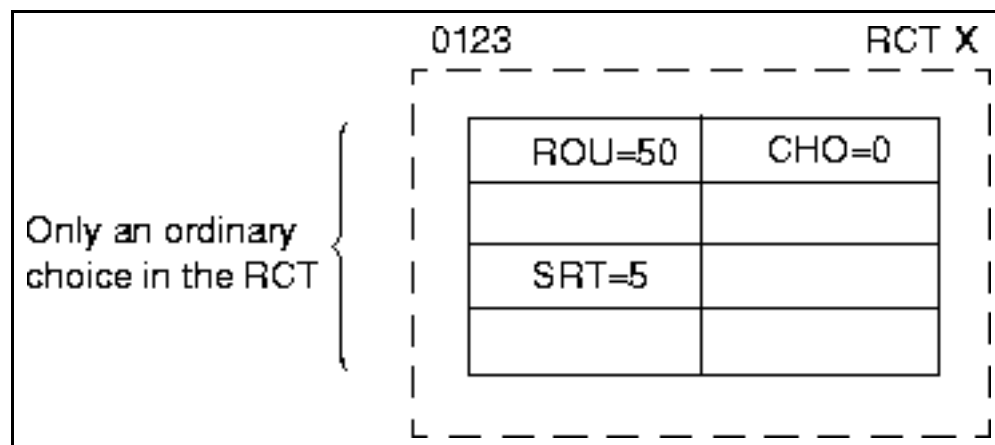 0123 RCT X
ROU=50 CHO=0
Only an ordinary
choice in the RCT
SRT=5